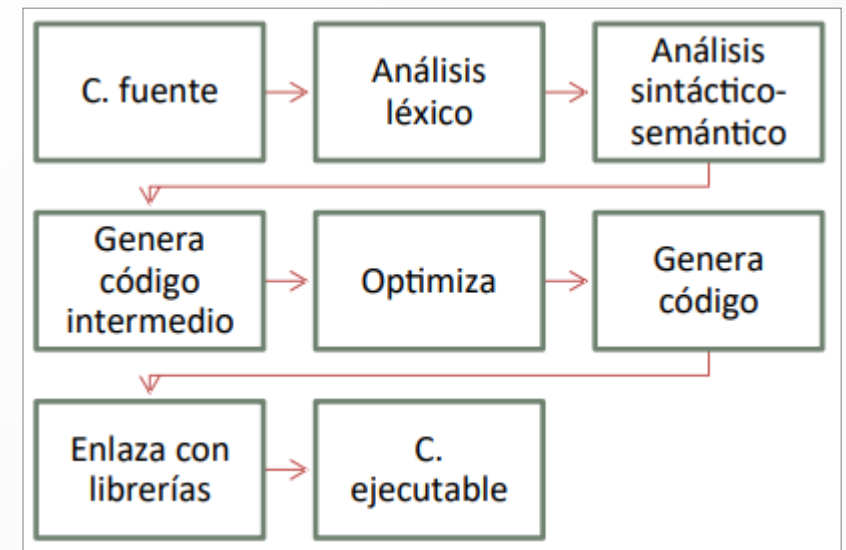 C. fuente
Análisis
léxico
Análisis
sintáctico-
semántico
Genera
código
intermedio
Optimiza
Genera
código
Enlaza con
librerías
C.
ejecutable